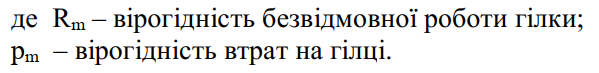 де Rm – вірогідність безвідмовної роботи гілки;
pm – вірогідність втрат на гілці.